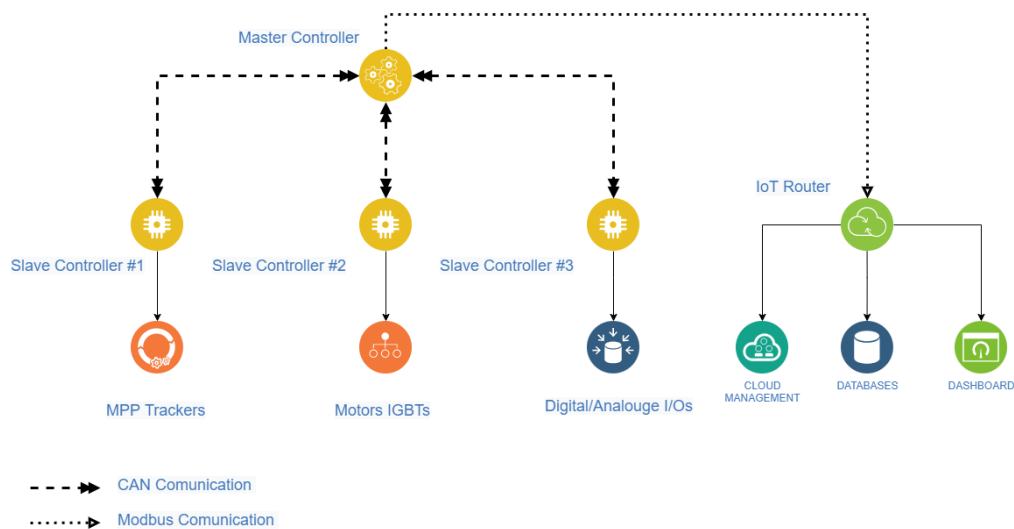 Master Controller
IoT Router
Slave Controller #1
Slave Controller #2
Slave Controller #3
MPP Trackers
Motors IGBTs
Digital/Analouge I/Os
CLOUD
MANAGEMENT
DATABASES
DASHBOARD
CAN Comunication
Modbus Comunication